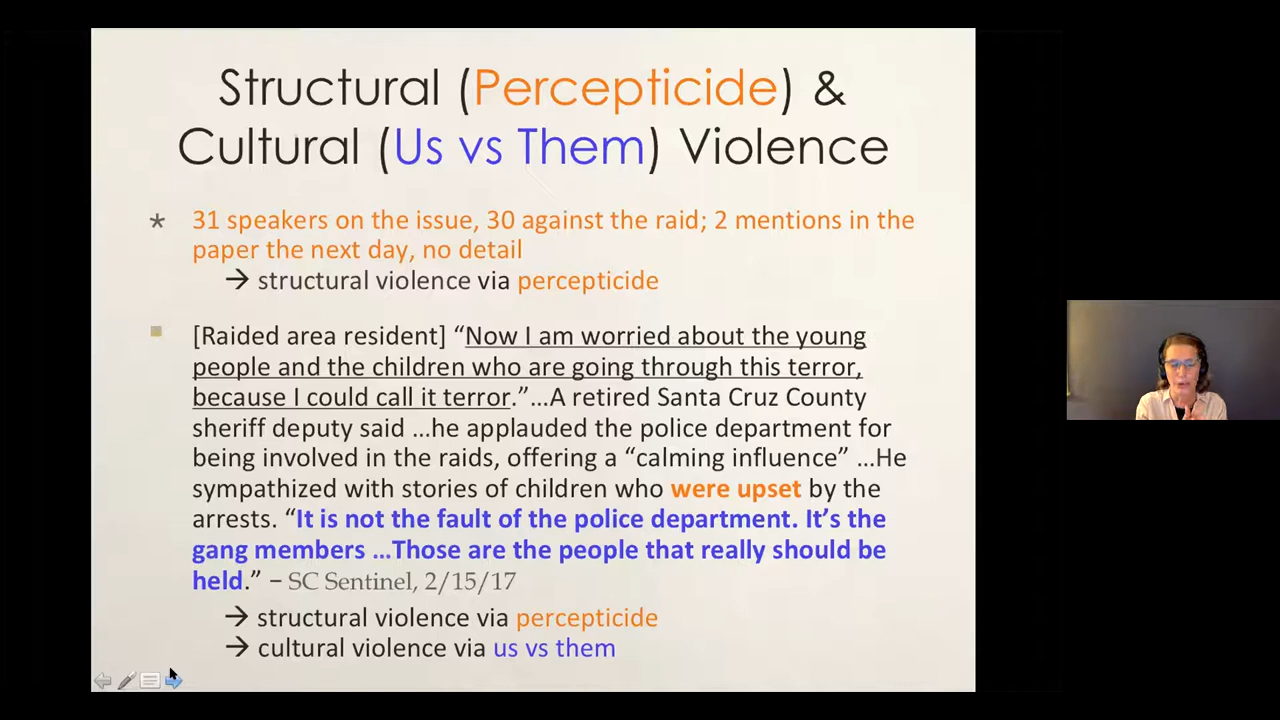 Structural (Percepticide) &
Cultural (Us vs Them) Violence
* 31 speakers on the issue, 30 against the raid; 2 mentions in the
paper the next day, no detail
→ structural violence via percepticide
▪ [Raided area resident] “Now I am worried about the young
people and the children who are going through this terror,
because I could call it terror.”…A retired Santa Cruz County
sheriff deputy said …he applauded the police department for
being involved in the raids, offering a “calming influence” …He
sympathized with stories of children who were upset by the
arrests. “It is not the fault of the police department. It’s the
gang members …Those are the people that really should be
held.” – SC Sentinel, 2/15/17
→ structural violence via percepticide
→ cultural violence via us vs them